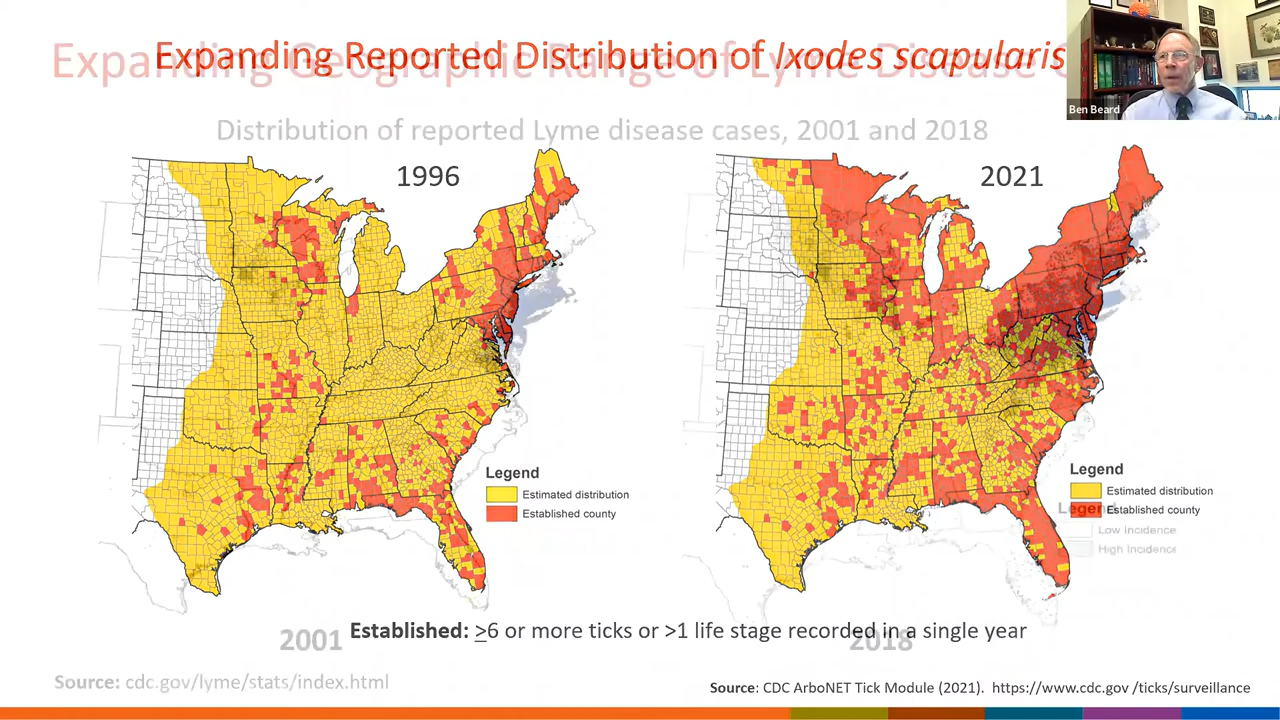 Expanding Reported Distribution of Ixodes scapularis
Expanding Geographic Range of Lyme Disease
Ben Beard
Distribution of reported Lyme disease cases, 2001 and 2018
1996
2021
Legend
Estimated distribution
Established county
Legend
Estimated distribution
Established county
Legend
Low Incidence
High Incidence
Established: >6 or more ticks or >1 life stage recorded in a single year
2001
2018
Source: cdc.gov/lyme/stats/index.html
Source: CDC ArboNET Tick Module (2021). https://www.cdc.gov /ticks/surveillance